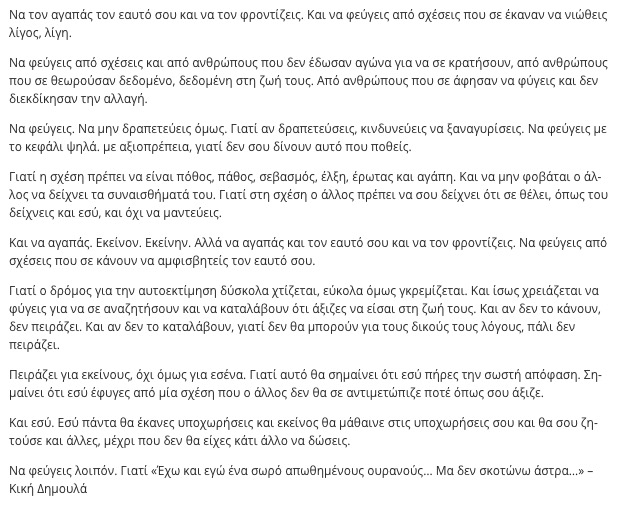 Να τον αγαπάς τον εαυτό σου και να τον φροντίζεις. Και να φεύγεις από σχέσεις που σε έκαναν να νιώθεις
λίγος, λίγη.
Να φεύγεις από σχέσεις και από ανθρώπους που δεν έδωσαν αγώνα για να σε κρατήσουν, από ανθρώπους
που σε θεωρούσαν δεδομένο, δεδομένη στη ζωή τους. Από ανθρώπους που σε άφησαν να φύγεις και δεν
διεκδίκησαν την αλλαγή.
Να φεύγεις. Να μην δραπετεύεις όμως. Γιατί αν δραπετεύσεις, κινδυνεύεις να ξαναγυρίσεις. Να φεύγεις με
το κεφάλι ψηλά. με αξιοπρέπεια, γιατί δεν σου δίνουν αυτό που ποθείς.
Γιατί η σχέση πρέπει να είναι πόθος, πάθος, σεβασμός, έλξη, έρωτας και αγάπη. Και να μην φοβάται ο άλ-
λος να δείχνει τα συναισθήματά του. Γιατί στη σχέση ο άλλος πρέπει να σου δείχνει ότι σε θέλει, όπως του
δείχνεις και εσύ, και όχι να μαντεύεις.
Και να αγαπάς. Εκείνον. Εκείνην. Αλλά να αγαπάς και τον εαυτό σου και να τον φροντίζεις. Να φεύγεις από
σχέσεις που σε κάνουν να αμφισβητείς τον εαυτό σου.
Γιατί ο δρόμος για την αυτοεκτίμηση δύσκολα χτίζεται, εύκολα όμως γκρεμίζεται. Και ίσως χρειάζεται να
φύγεις για να σε αναζητήσουν και να καταλάβουν ότι άξιζες να είσαι στη ζωή τους. Και αν δεν το κάνουν,
δεν πειράζει. Και αν δεν το καταλάβουν, γιατί δεν θα μπορούν για τους δικούς τους λόγους, πάλι δεν
πειράζει.
Πειράζει για εκείνους, όχι όμως για εσένα. Γιατί αυτό θα σημαίνει ότι εσύ πήρες την σωστή απόφαση. Ση-
μαίνει ότι εσύ έφυγες από μία σχέση που ο άλλος δεν θα σε αντιμετώπιζε ποτέ όπως σου άξιζε.
Και εσύ. Εσύ πάντα θα έκανες υποχωρήσεις και εκείνος θα μάθαινε στις υποχωρήσεις σου και θα σου ζη-
τούσε και άλλες, μέχρι που δεν θα είχες κάτι άλλο να δώσεις.
Να φεύγεις λοιπόν. Γιατί «Έχω και εγώ ένα σωρό απωθημένους ουρανούς… Μα δεν σκοτώνω άστρα…» –
Κική Δημουλά